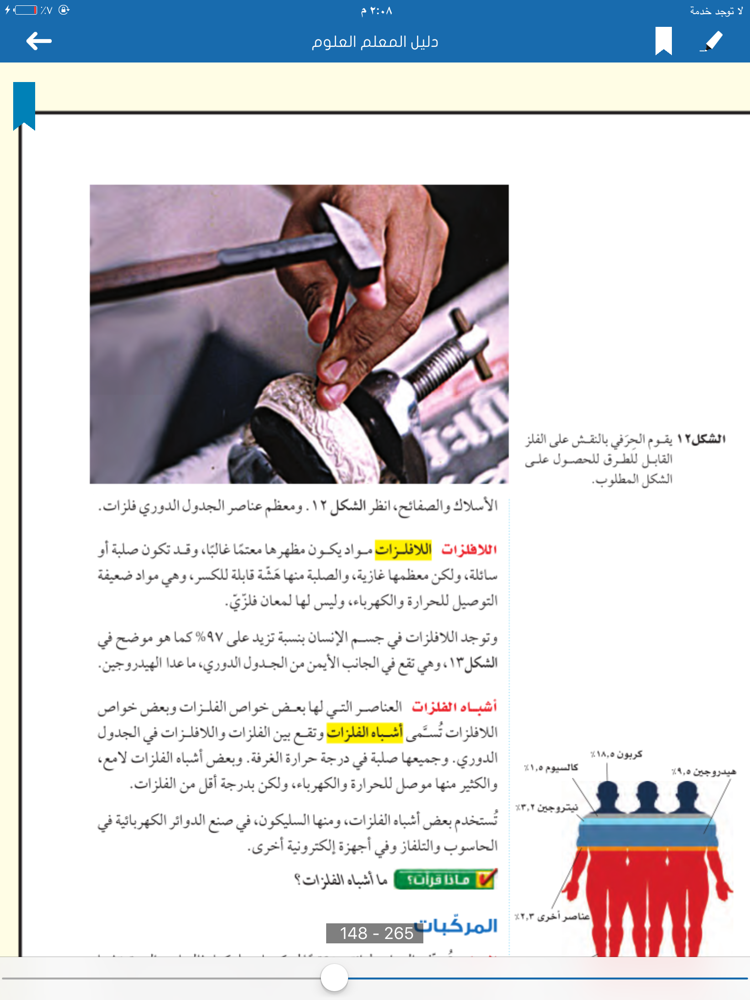 لا توجد خدمة
٢:٠٨ م
٪٧
دليل المعلم العلوم
الشكل١٢ يقوم الحِرَفي بالنقش على الفلز
القابل للطرق للحصول على
الشكل المطلوب.
الأسلاك والصفائح، انظر الشكل ١٢. ومعظم عناصر الجدول الدوري فلزات.
اللافلزات اللافلزات مواد يكون مظهرها معتمًا غالبًا، وقد تكون صلبة أو
سائلة، ولكن معظمها غازية، والصلبة منها هَشّة قابلة للكسر، وهي مواد ضعيفة
التوصيل للحرارة والكهرباء، وليس لها لمعان فلزّيّ.
وتوجد اللافلزات في جسم الإنسان بنسبة تزيد على ٩٧% كما هو موضح في
الشكل١٣، وهي تقع في الجانب الأيمن من الجدول الدوري، ما عدا الهيدروجين.
أشباه الفلزات العناصر التي لها بعض خواص الفلزات وبعض خواص
اللافلزات تُسمَّى أشباه الفلزات وتقع بين الفلزات واللافلزات في الجدول
الدوري. وجميعها صلبة في درجة حرارة الغرفة. وبعض أشباه الفلزات لامع،
والكثير منها موصل للحرارة والكهرباء، ولكن بدرجة أقل من الفلزات.
تُستخدم بعض أشباه الفلزات، ومنها السليكون، في صنع الدوائر الكهربائية في
الحاسوب والتلفاز وفي أجهزة إلكترونية أخرى.
ماذا قرأت؟ ما أشباه الفلزات؟
المركّبات
كربون ١٨,٥٪
كالسيوم ١,٥٪
هيدروجين ٩,٥٪
نيتروجين ٣,٢٪
عناصر أخرى ٢,٣٪
148 - 265